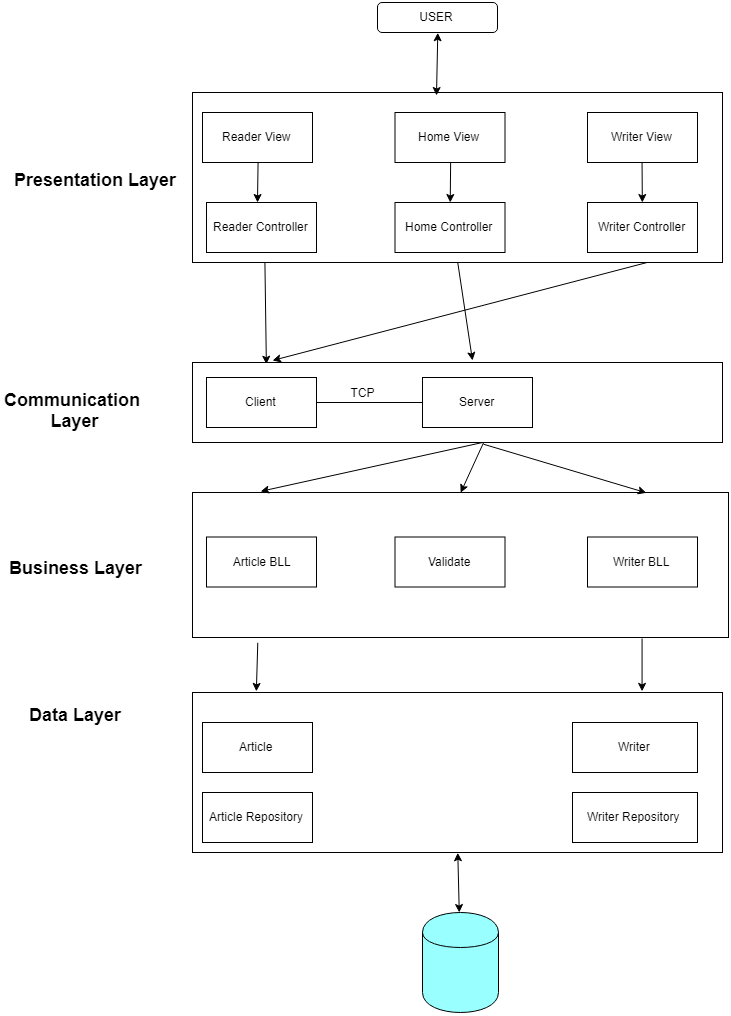 USER
Reader View
Home View
Writer View
Presentation Layer
Reader Controller
Home Controller
Writer Controller
Communication
Layer
Client
TCP
Server
Business Layer
Article BLL
Validate
Writer BLL
Data Layer
Article
Writer
Article Repository
Writer Repository